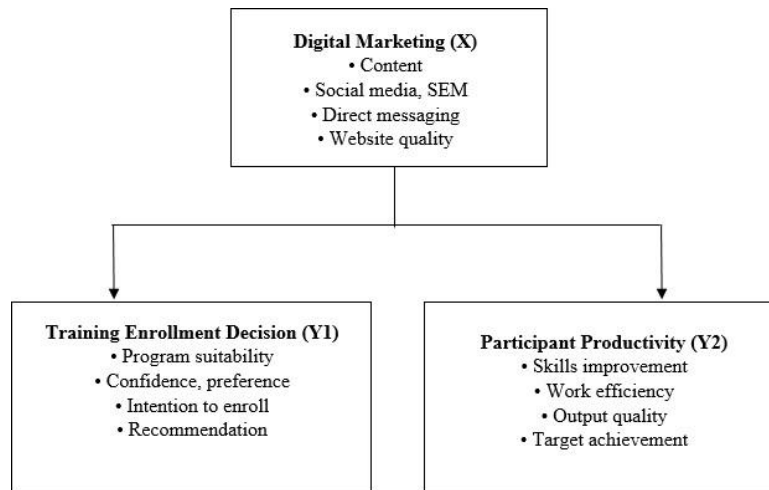 Digital Marketing (X)
• Content
• Social media, SEM
• Direct messaging
• Website quality
Training Enrollment Decision (Y1)
• Program suitability
• Confidence, preference
• Intention to enroll
• Recommendation
Participant Productivity (Y2)
• Skills improvement
• Work efficiency
• Output quality
• Target achievement